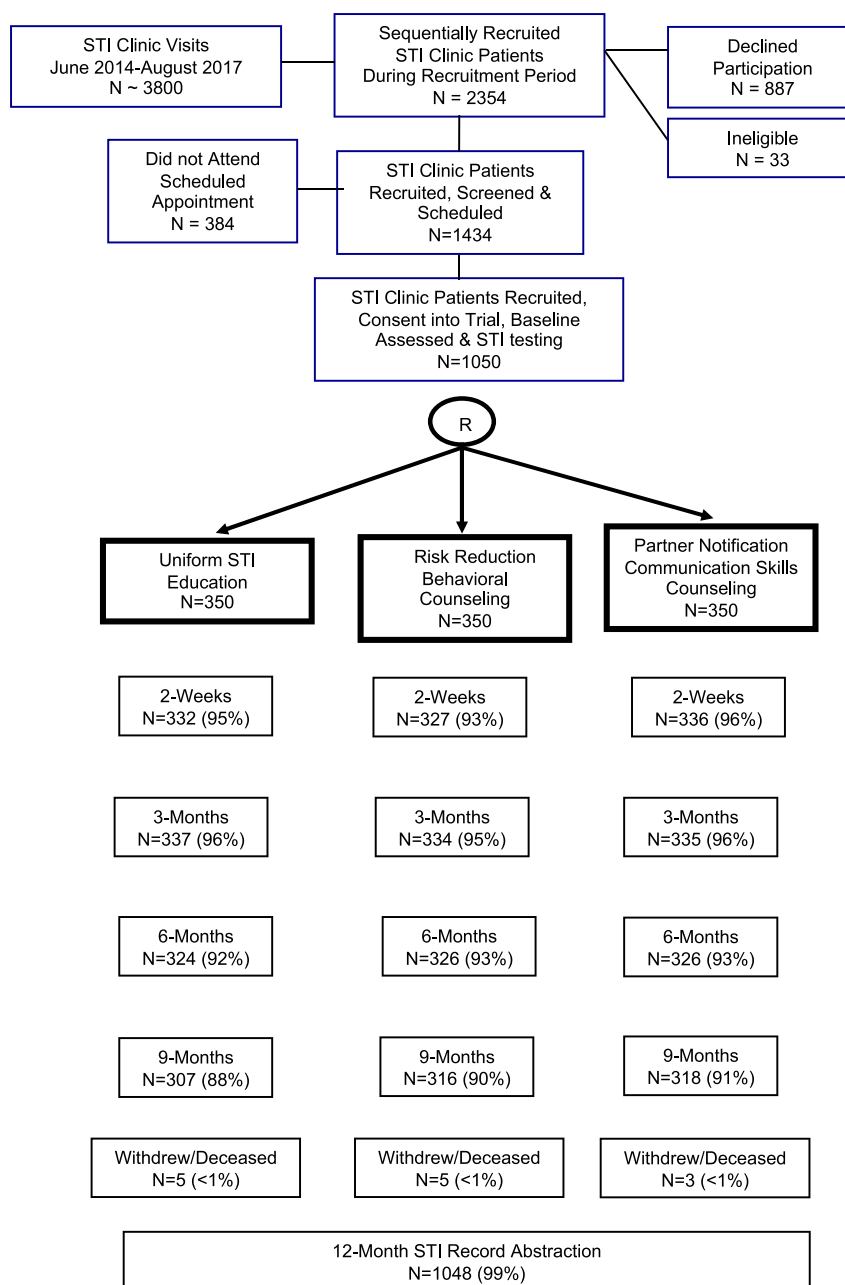 STI Clinic Visits
June 2014-August 2017
N ~ 3800
Sequentially Recruited
STI Clinic Patients
During Recruitment Period
N = 2354
Declined
Participation
N = 887
Ineligible
N = 33
Did not Attend
Scheduled
Appointment
N = 384
STI Clinic Patients
Recruited, Screened &
Scheduled
N=1434
STI Clinic Patients Recruited,
Consent into Trial, Baseline
Assessed & STI testing
N=1050
R
Uniform STI
Education
N=350
Risk Reduction
Behavioral
Counseling
N=350
Partner Notification
Communication Skills
Counseling
N=350
2-Weeks
N=332 (95%)
2-Weeks
N=327 (93%)
2-Weeks
N=336 (96%)
3-Months
N=337 (96%)
3-Months
N=334 (95%)
3-Months
N=335 (96%)
6-Months
N=324 (92%)
6-Months
N=326 (93%)
6-Months
N=326 (93%)
9-Months
N=307 (88%)
9-Months
N=316 (90%)
9-Months
N=318 (91%)
Withdrew/Deceased
N=5 (<1%)
Withdrew/Deceased
N=5 (<1%)
Withdrew/Deceased
N=3 (<1%)
12-Month STI Record Abstraction
N=1048 (99%)